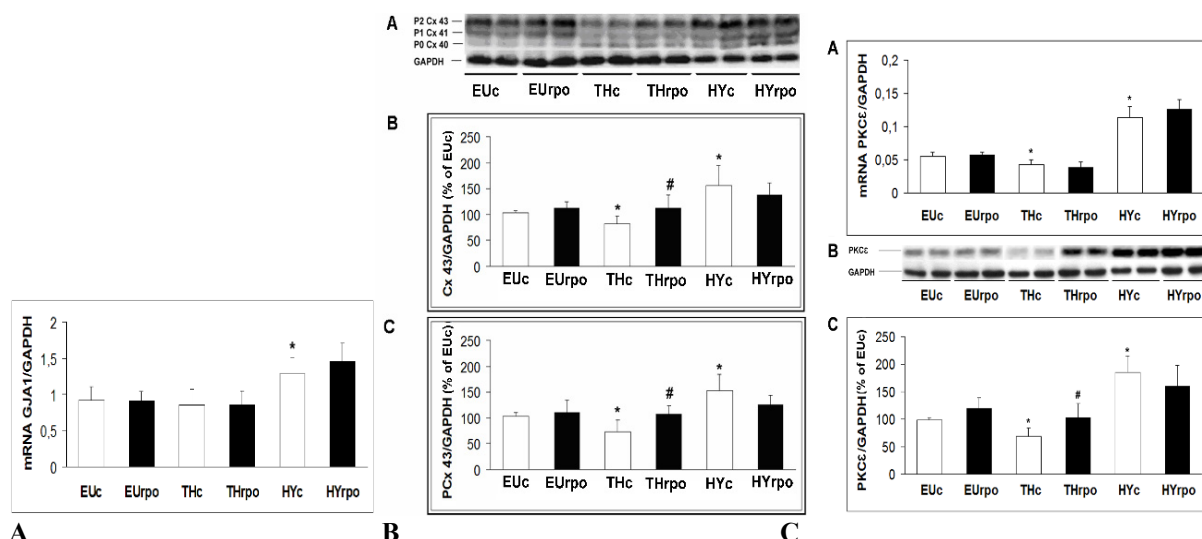 A
P2 Cx 43
P1 Cx 41
P0 Cx 40
GAPDH
EUc EUrpo THc THrpo HYc HYrpo
B
Cx 43/GAPDH (% of EUc)
250
200
150
100
50
0
* # *
EUc EUrpo THc THrpo HYc HYrpo
C
PCx 43/GAPDH (% of EUc)
250
200
150
100
50
0
* # *
EUc EUrpo THc THrpo HYc HYrpo
mRNA GJA1/GAPDH
2
1,5
1
0,5
0
*
EUc EUrpo THc THrpo HYc HYrpo
A
mRNA PKCε/GAPDH
0,2
0,15
0,1
0,05
0
* *
EUc EUrpo THc THrpo HYc HYrpo
B
PKCε
GAPDH
EUc EUrpo THc THrpo HYc HYrpo
C
PKCε/GAPDH (% of EUc)
250
200
150
100
50
0
* # *
EUc EUrpo THc THrpo HYc HYrpo
A B C